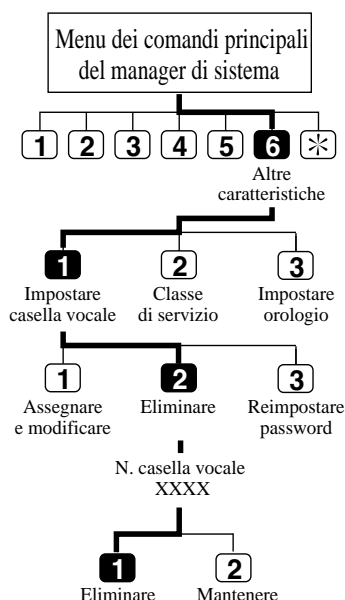 Menu dei comandi principali
del manager di sistema
1 2 3 4 5 6 *
Altre
caratteristiche
1 2 3
Impostare Classe Impostare
casella vocale di servizio orologio
1 2 3
Assegnare Eliminare Reimpostare
e modificare password
N. casella vocale
XXXX
1 2
Eliminare Mantenere